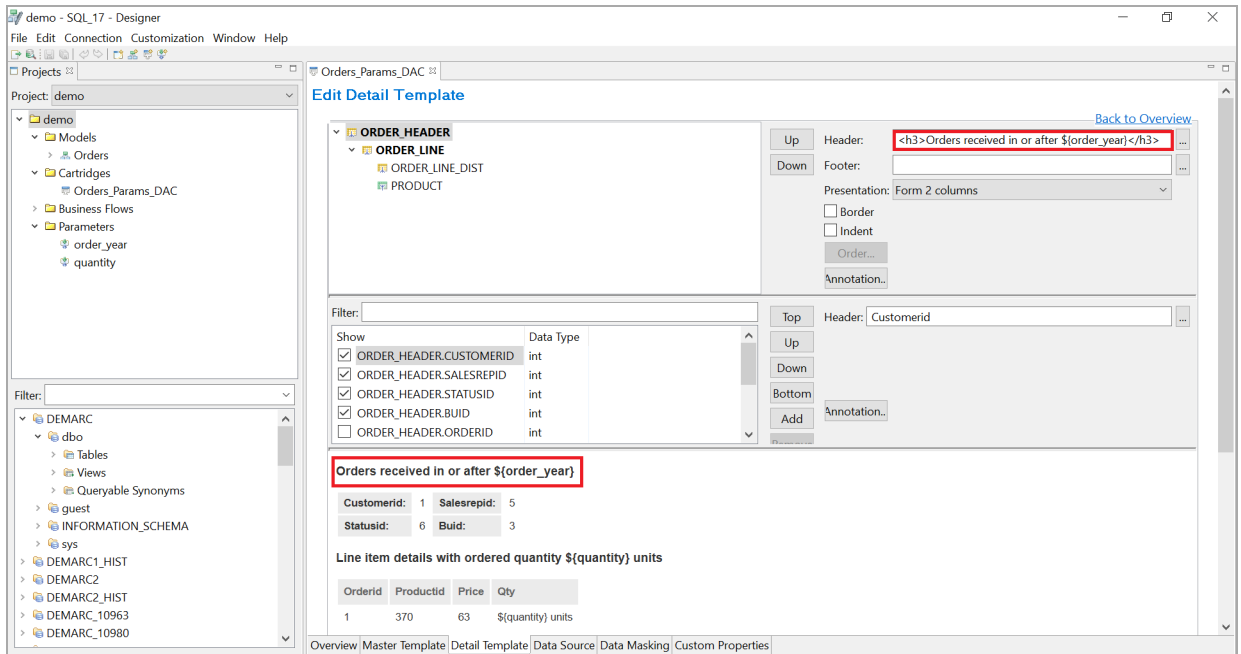 demo - SQL_17 - Designer
File Edit Connection Customization Window Help
Projects
Project: demo
demo
Models
Orders
Cartridges
Orders_Params_DAC
Business Flows
Parameters
order_year
quantity
Filter:
DEMARC
dbo
Tables
Views
Queryable Synonyms
guest
INFORMATION_SCHEMA
sys
DEMARC1_HIST
DEMARC2
DEMARC2_HIST
DEMARC_10963
DEMARC_10980
Orders_Params_DAC
Edit Detail Template
Back to Overview
ORDER_HEADER
ORDER_LINE
ORDER_LINE_DIST
PRODUCT
Up
Down
Header: <h3>Orders received in or after ${order_year}</h3> ...
Footer: ...
Presentation: Form 2 columns
Border
Indent
Order...
Annotation..
Filter:
Show Data Type
ORDER_HEADER.CUSTOMERID int
ORDER_HEADER.SALESREPID int
ORDER_HEADER.STATUSID int
ORDER_HEADER.BUID int
ORDER_HEADER.ORDERID int
Top
Up
Down
Bottom
Add
Remove
Header: Customerid ...
Annotation..
Orders received in or after ${order_year}
Customerid: 1 Salesrepid: 5
Statusid: 6 Buid: 3
Line item details with ordered quantity ${quantity} units
Orderid Productid Price Qty
1 370 63 ${quantity} units
Overview Master Template Detail Template Data Source Data Masking Custom Properties